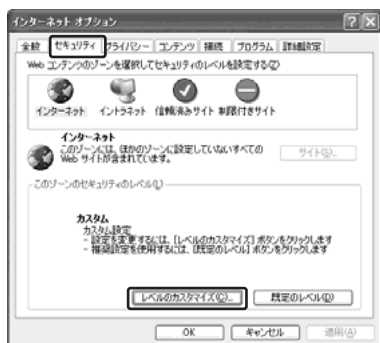 インターネット オプション
全般 セキュリティ プライバシー コンテンツ 接続 プログラム 詳細設定
Web コンテンツのゾーンを選択してセキュリティのレベルを設定する(Z)
インターネット イントラネット 信頼済みサイト 制限付きサイト
インターネット
このゾーンには、ほかのゾーンに設定していないすべての
Web サイトが含まれています。
サイト(S)...
このゾーンのセキュリティのレベル(L)
カスタム
カスタム設定
- 設定を変更するには、[レベルのカスタマイズ] ボタンをクリックします
- 推奨設定を使用するには、[既定のレベル] ボタンをクリックします
レベルのカスタマイズ(C)... 既定のレベル(D)
OK キャンセル 適用(A)